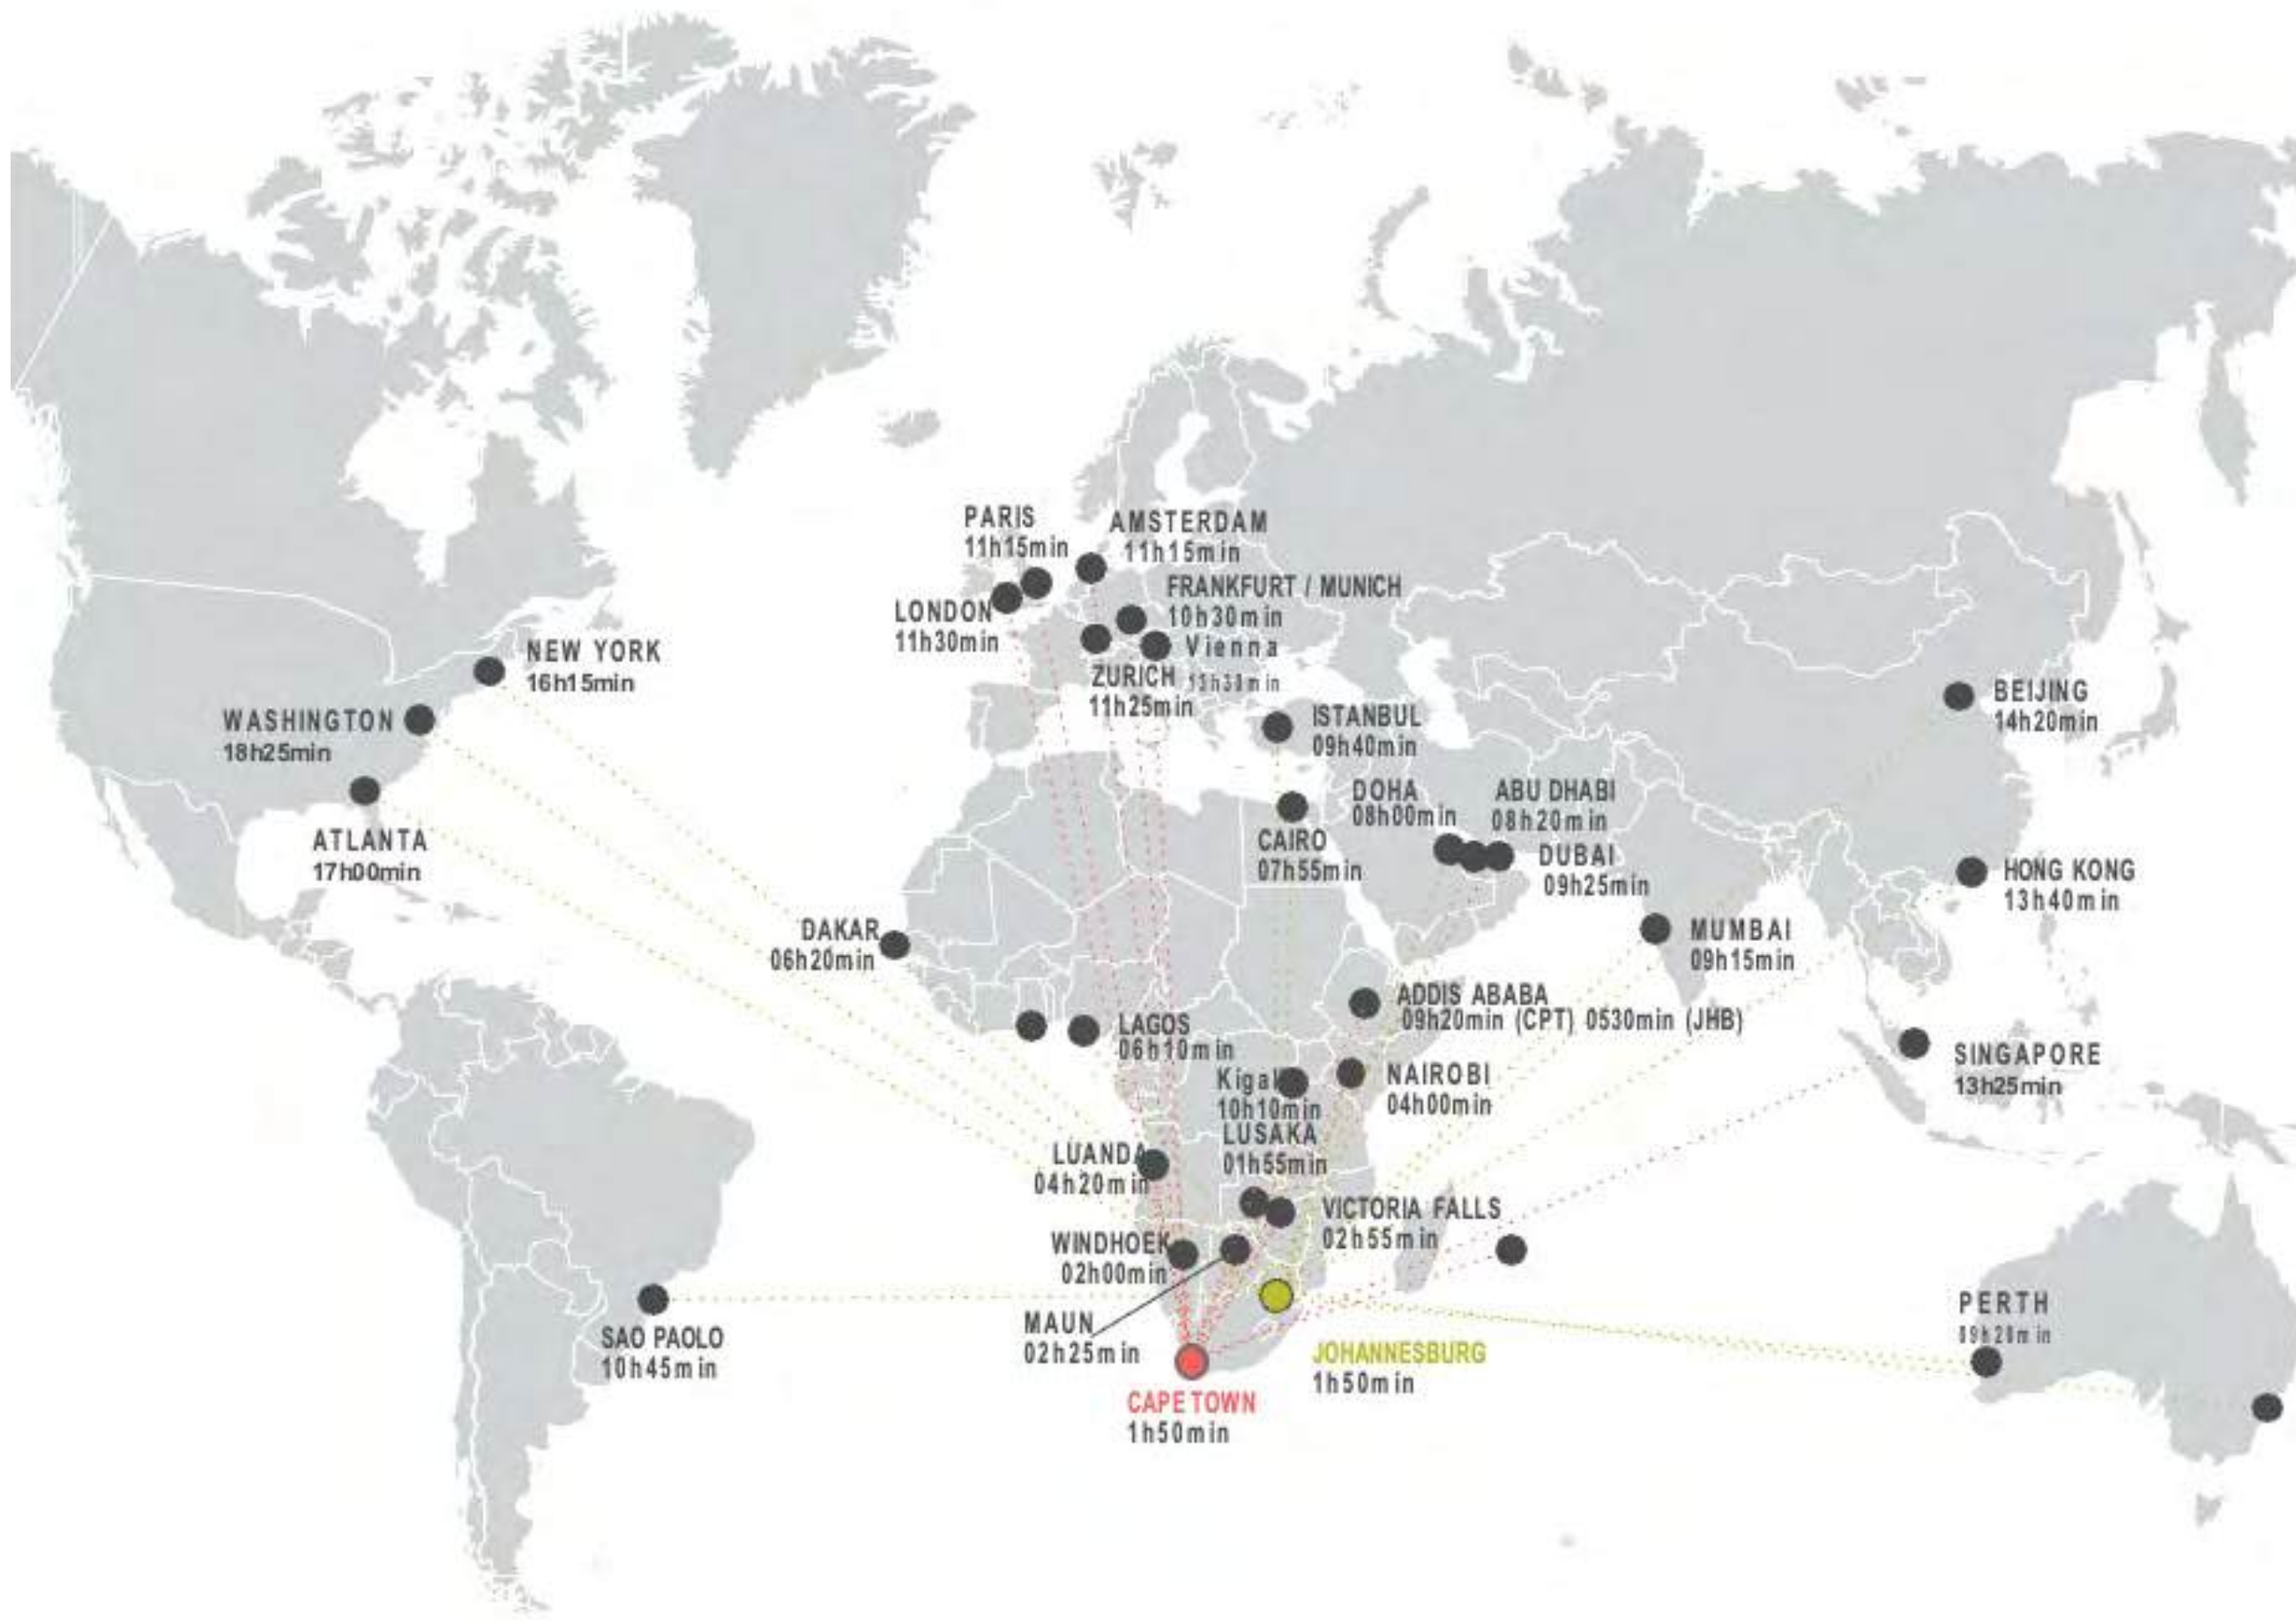 PARIS
11h15min
AMSTERDAM
11h15min
FRANKFURT / MUNICH
10h30min
LONDON
11h30min
Vienna
ZURICH
11h25min
NEW YORK
16h15min
WASHINGTON
18h25min
ATLANTA
17h00min
ISTANBUL
09h40min
BEIJING
14h20min
DOHA
08h00min
ABU DHABI
08h20min
CAIRO
07h55min
DUBAI
09h25min
HONG KONG
13h40min
DAKAR
06h20min
MUMBAI
09h15min
ADDIS ABABA
09h20min (CPT) 0530min (JHB)
LAGOS
06h10min
SINGAPORE
13h25min
10h10min
NAIROBI
04h00min
LUSAKA
01h55min
LUANDA
04h20min
VICTORIA FALLS
02h55min
WINDHOEK
02h00min
MAUN
02h25min
SAO PAOLO
10h45min
PERTH
JOHANNESBURG
1h50min
CAPE TOWN
1h50min